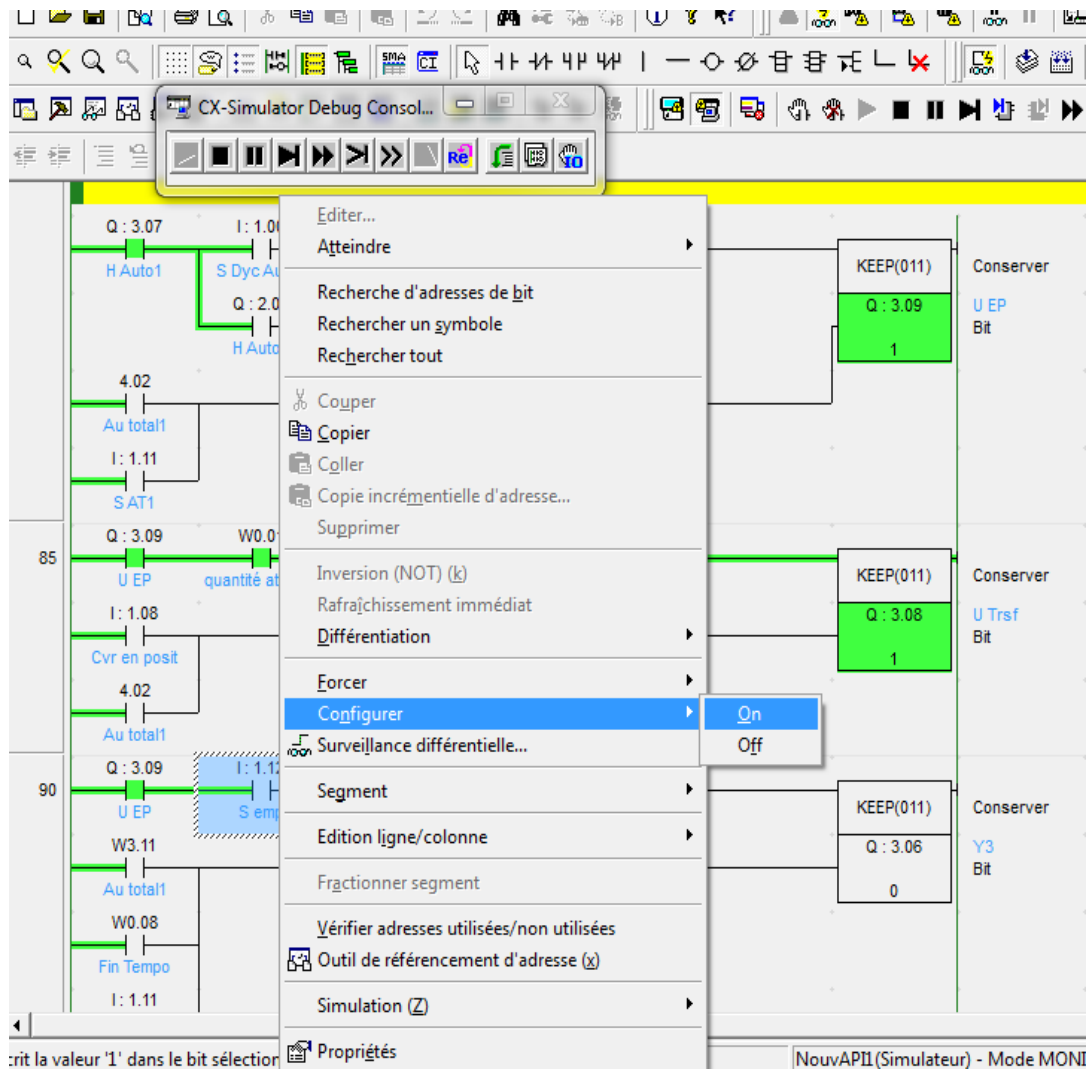 CX-Simulator Debug Consol...
Q : 3.07
H Auto1
S Dyc
Q : 2.0
H Auto
4.02
Au total1
I : 1.11
S AT1
KEEP(011)
Conserver
Q : 3.09
U EP
Bit
1
85
Q : 3.09
U EP
W0.0
quantité
I : 1.08
Cvr en posit
4.02
Au total1
KEEP(011)
Conserver
Q : 3.08
U Trsf
Bit
1
90
Q : 3.09
U EP
I : 1.12
S emp
W3.11
Au total1
W0.08
Fin Tempo
I : 1.11
KEEP(011)
Conserver
Q : 3.06
Y3
Bit
0
Editer...
Atteindre
Recherche d'adresses de bit
Rechercher un symbole
Rechercher tout
Couper
Copier
Coller
Copie incrémentielle d'adresse...
Supprimer
Inversion (NOT) (k)
Rafraîchissement immédiat
Différentiation
Forcer
Configurer
On
Off
Surveillance différentielle...
Segment
Edition ligne/colonne
Fractionner segment
Vérifier adresses utilisées/non utilisées
Outil de référencement d'adresse (x)
Simulation (Z)
Propriétés
crit la valeur '1' dans le bit sélection
NouvAPI1(Simulateur) - Mode MONI